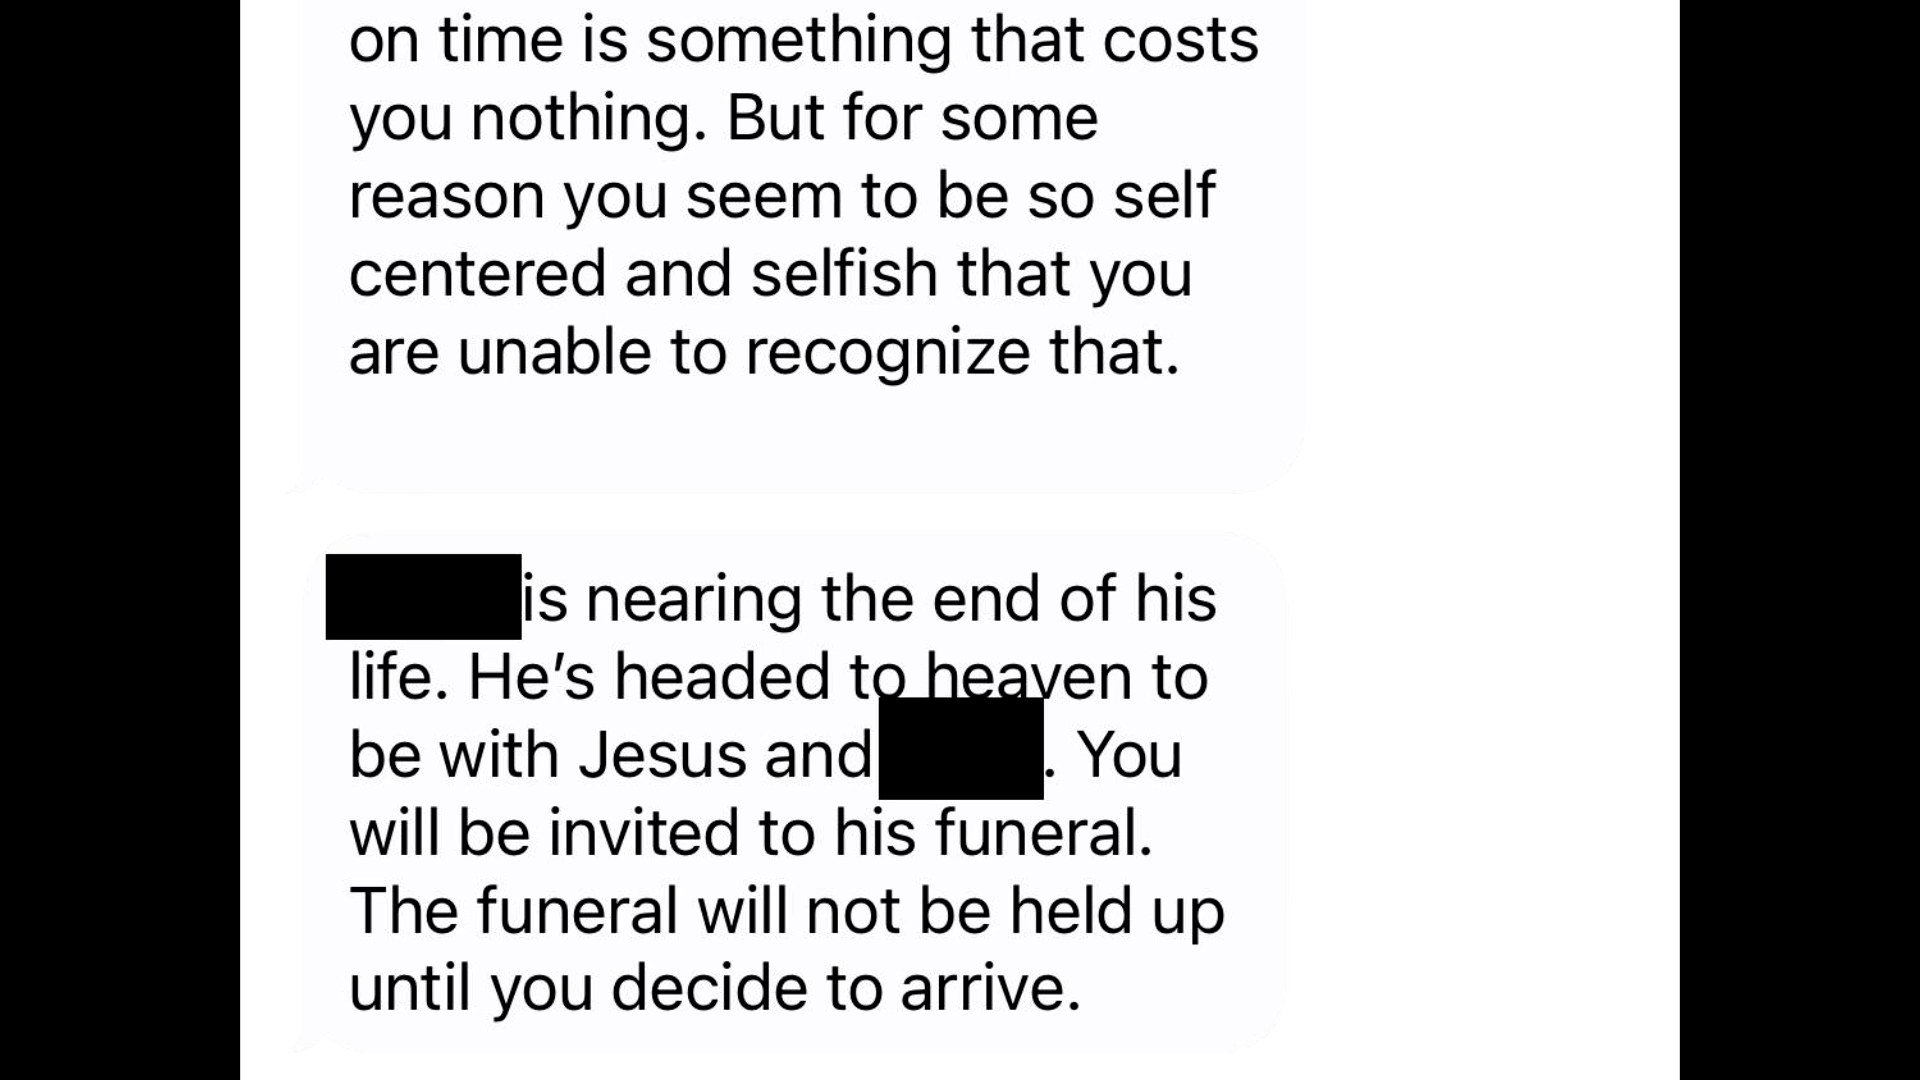 on time is something that costs
you nothing. But for some
reason you seem to be so self
centered and selfish that you
are unable to recognize that.
is nearing the end of his
life. He’s headed to heaven to
be with Jesus and . You
will be invited to his funeral.
The funeral will not be held up
until you decide to arrive.